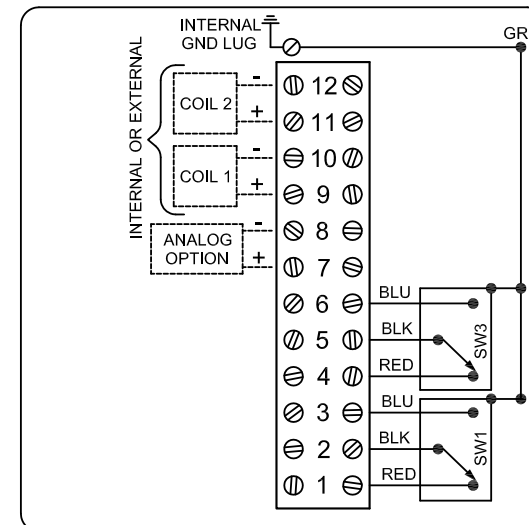 INTERNAL
GND LUG
GR
INTERNAL OR EXTERNAL
COIL 2
-
+
COIL 1
-
+
ANALOG
OPTION
-
+
12
11
10
9
8
7
6
5
4
3
2
1
BLU
BLK
RED
SW3
BLU
BLK
RED
SW1